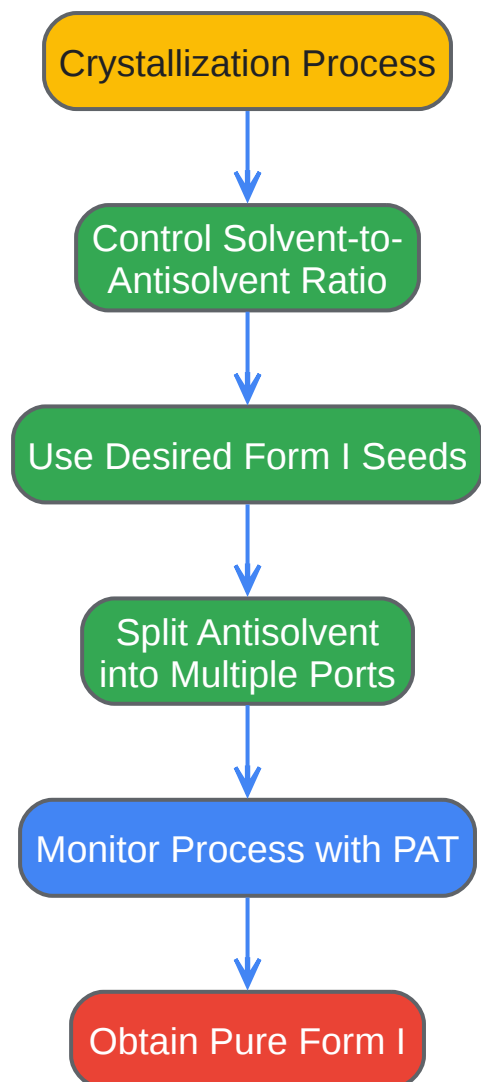 Crystallization Process
Control Solvent-to-
Antisolvent Ratio
Use Desired Form I Seeds
Split Antisolvent
into Multiple Ports
Monitor Process with PAT
Obtain Pure Form I